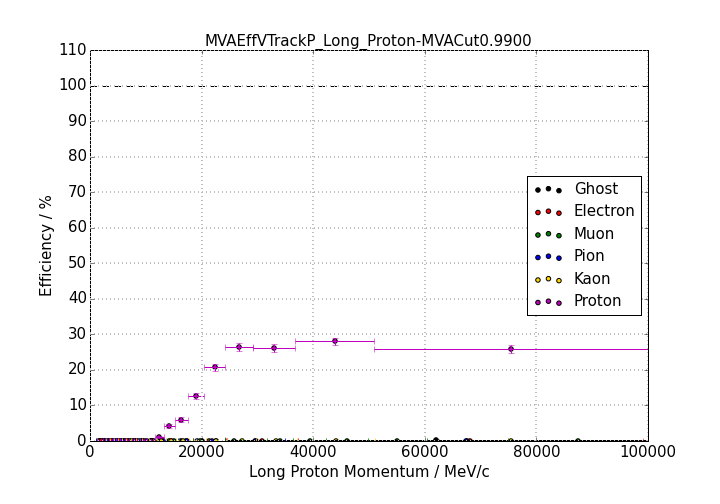 MVAEffVTrackP_Long_Proton-MVACut0.9900
110
100
90
80
70
60
50
40
30
20
10
0
Efficiency / %
Ghost
Electron
Muon
Pion
Kaon
Proton
0 20000 40000 60000 80000 100000
Long Proton Momentum / MeV/c